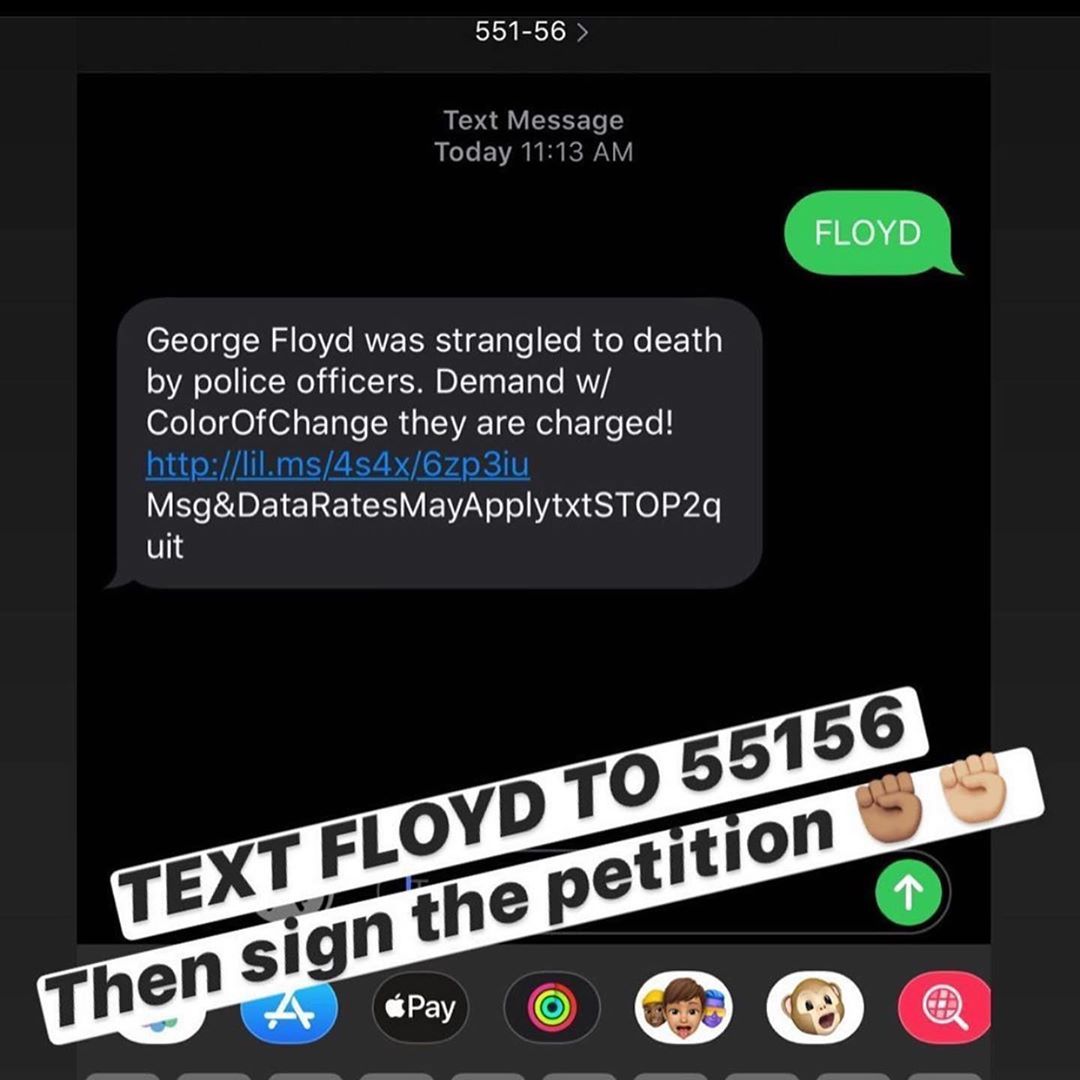 551-56
Text Message
Today 11:13 AM
FLOYD
George Floyd was strangled to death
by police officers. Demand w/
ColorOfChange they are charged!
http://lil.ms/4s4x/6zp3iu
Msg&DataRatesMayApplytxtSTOP2q
uit
TEXT FLOYD TO 55156
Then sign the petition ✊🏽 ✊🏼
Pay